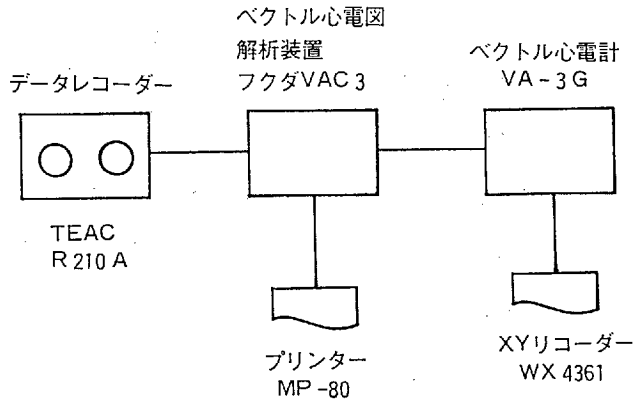 ベクトル心電図
解析装置
フクダVAC 3
ベクトル心電計
VA-3G
データレコーダー
TEAC
R 210 A
プリンター
MP-80
XYリコーダー
WX 4361